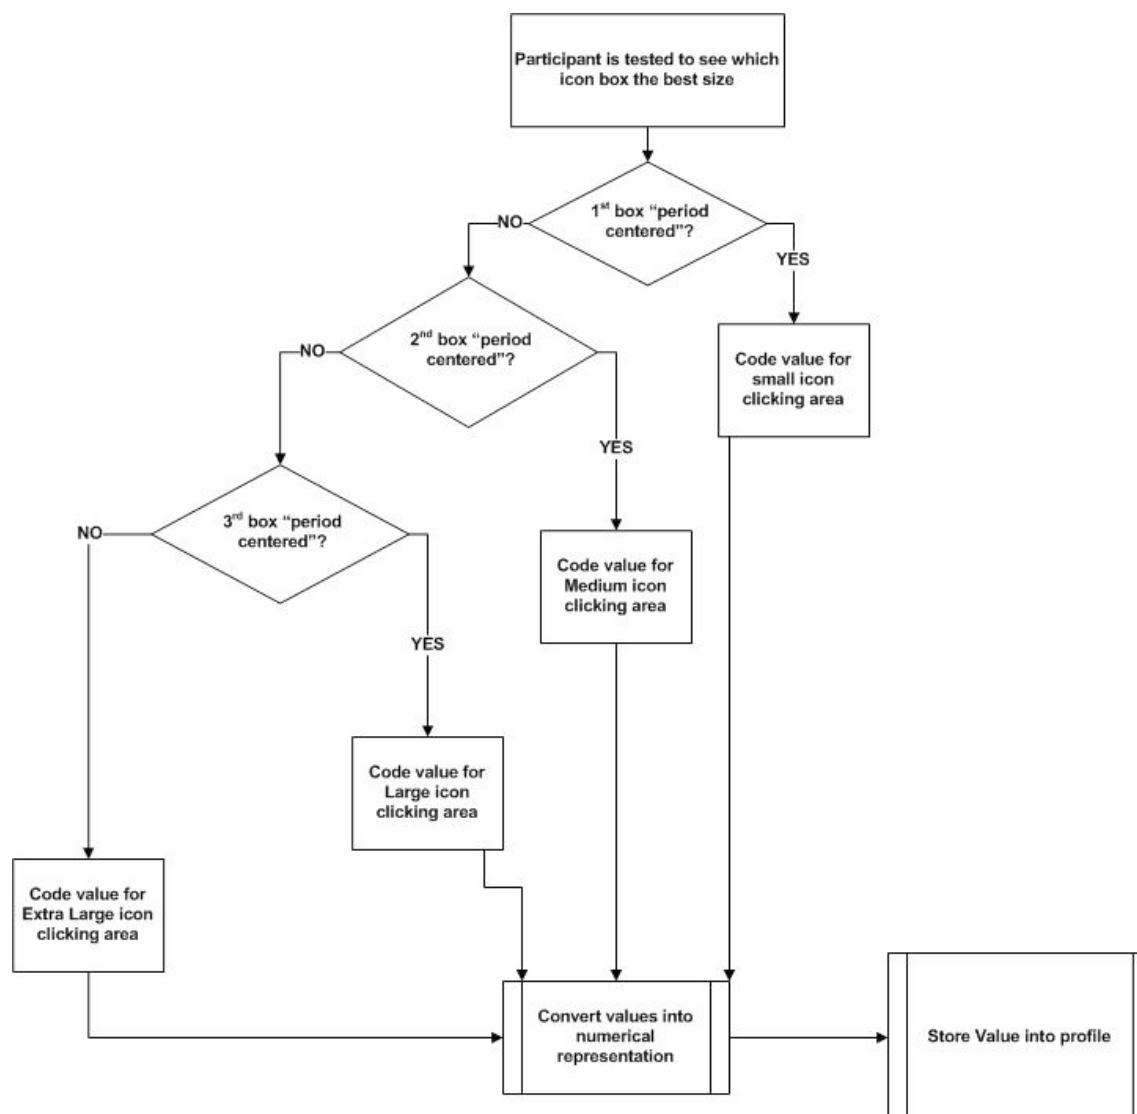 Participant is tested to see which
icon box the best size
1st box “period
centered”?
NO
YES
2nd box “period
centered”?
NO
YES
Code value for
small icon
clicking area
3rd box “period
centered”?
NO
YES
Code value for
Medium icon
clicking area
Code value for
Large icon
clicking area
Code value for
Extra Large icon
clicking area
Convert values into
numerical
representation
Store Value into profile